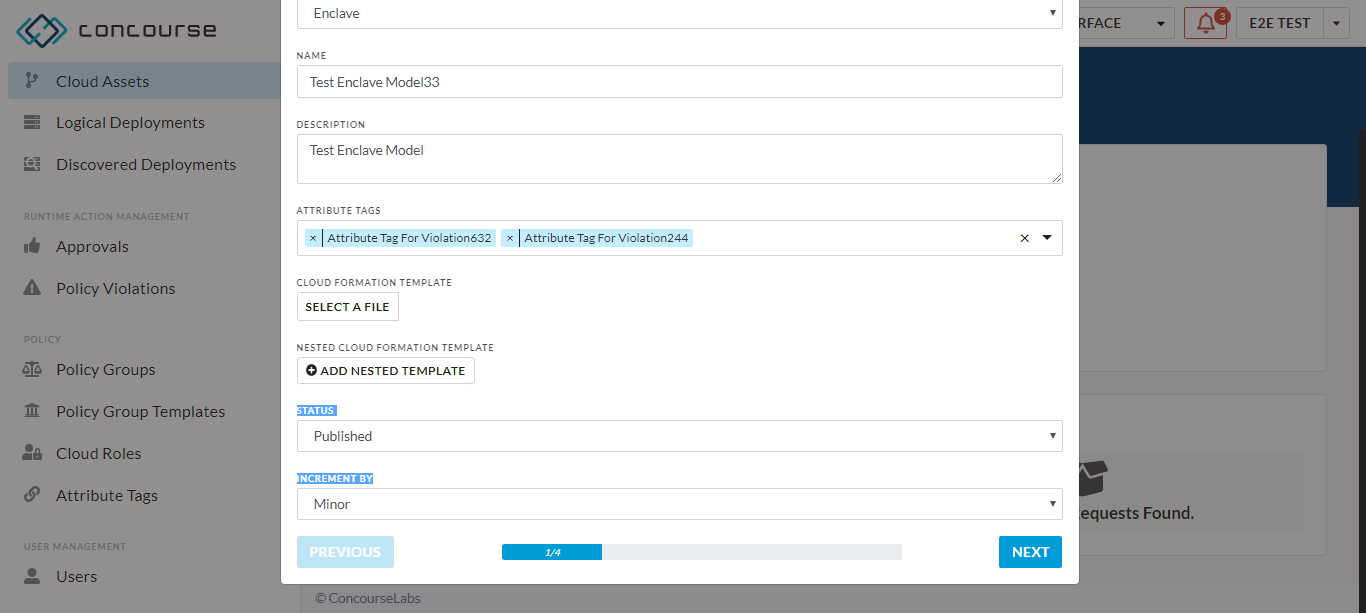 concourse
RFACE
3
E2E TEST
Cloud Assets
Logical Deployments
Discovered Deployments
RUNTIME ACTION MANAGEMENT
Approvals
Policy Violations
POLICY
Policy Groups
Policy Group Templates
Cloud Roles
Attribute Tags
USER MANAGEMENT
Users
Enclave
NAME
Test Enclave Model33
DESCRIPTION
Test Enclave Model
ATTRIBUTE TAGS
× Attribute Tag For Violation632 × Attribute Tag For Violation244
CLOUD FORMATION TEMPLATE
SELECT A FILE
NESTED CLOUD FORMATION TEMPLATE
ADD NESTED TEMPLATE
STATUS
Published
INCREMENT BY
Minor
PREVIOUS 1/4 NEXT
equests Found.
© ConcourseLabs